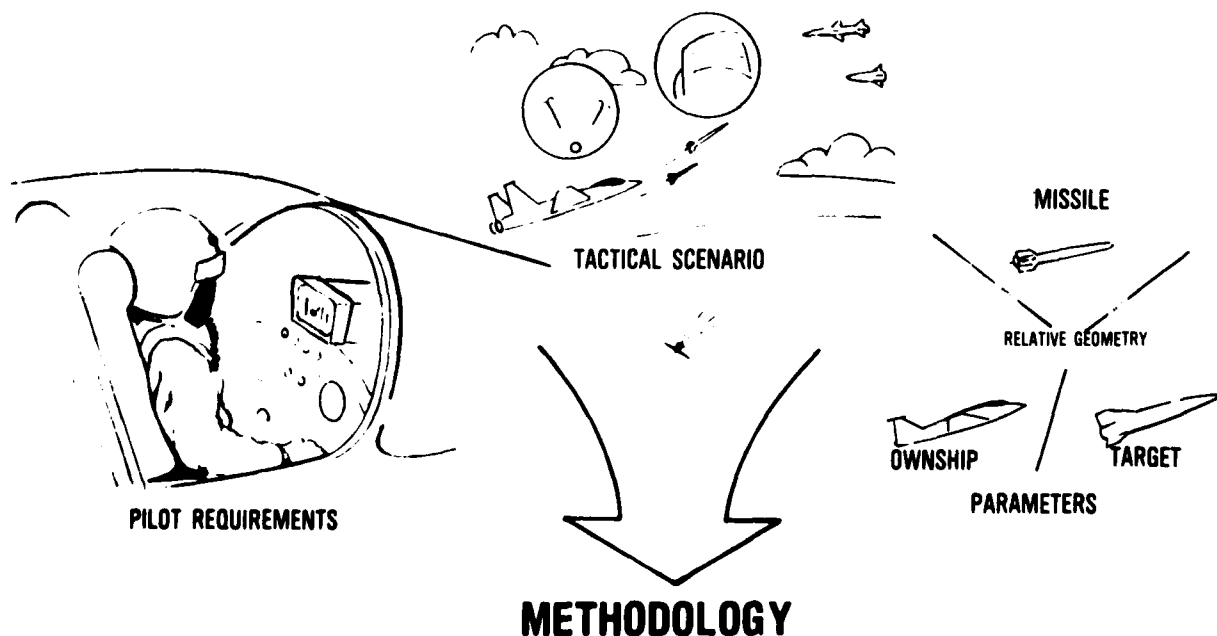 TACTICAL SCENARIO
MISSILE
RELATIVE GEOMETRY
OWNSHIP
TARGET
PARAMETERS
PILOT REQUIREMENTS
METHODOLOGY